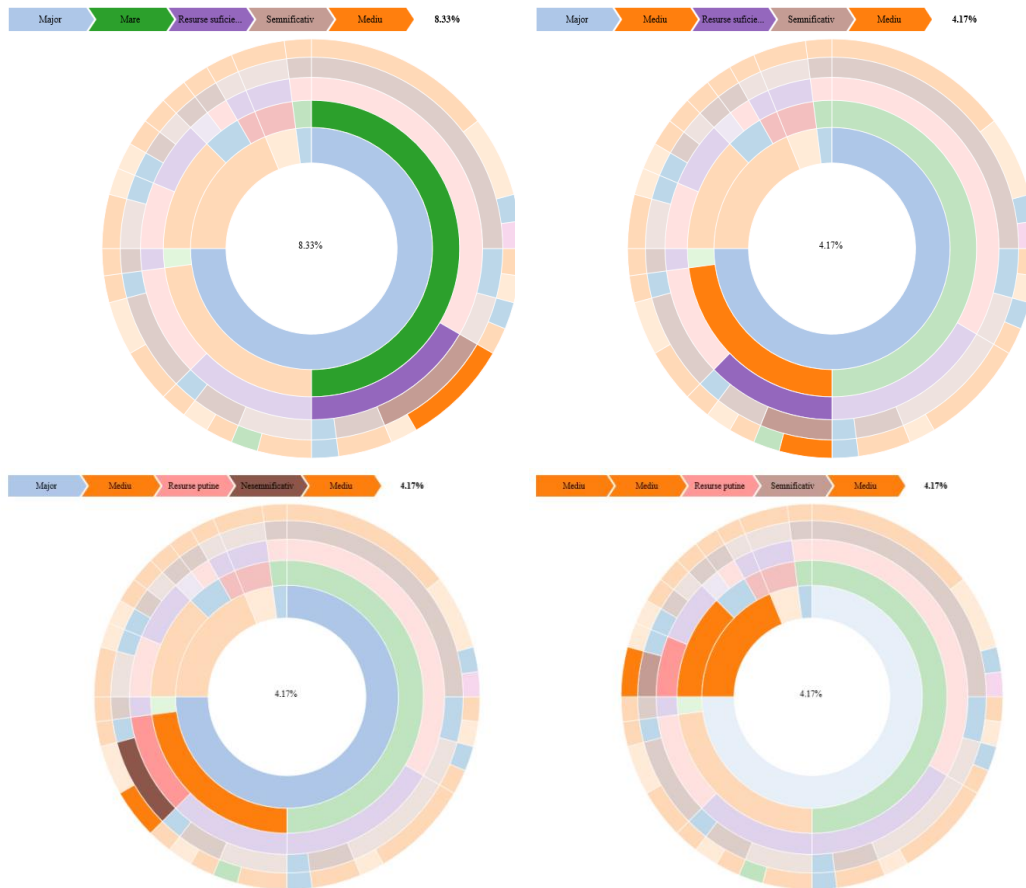 Major Mare Resurse suficie... Semnificativ Mediu 8.33%
8.33%
Major Mediu Resurse suficie... Semnificativ Mediu 4.17%
4.17%
Major Mediu Resurse putine Nesemnificativ Mediu 4.17%
4.17%
Mediu Mediu Resurse putine Semnificativ Mediu 4.17%
4.17%